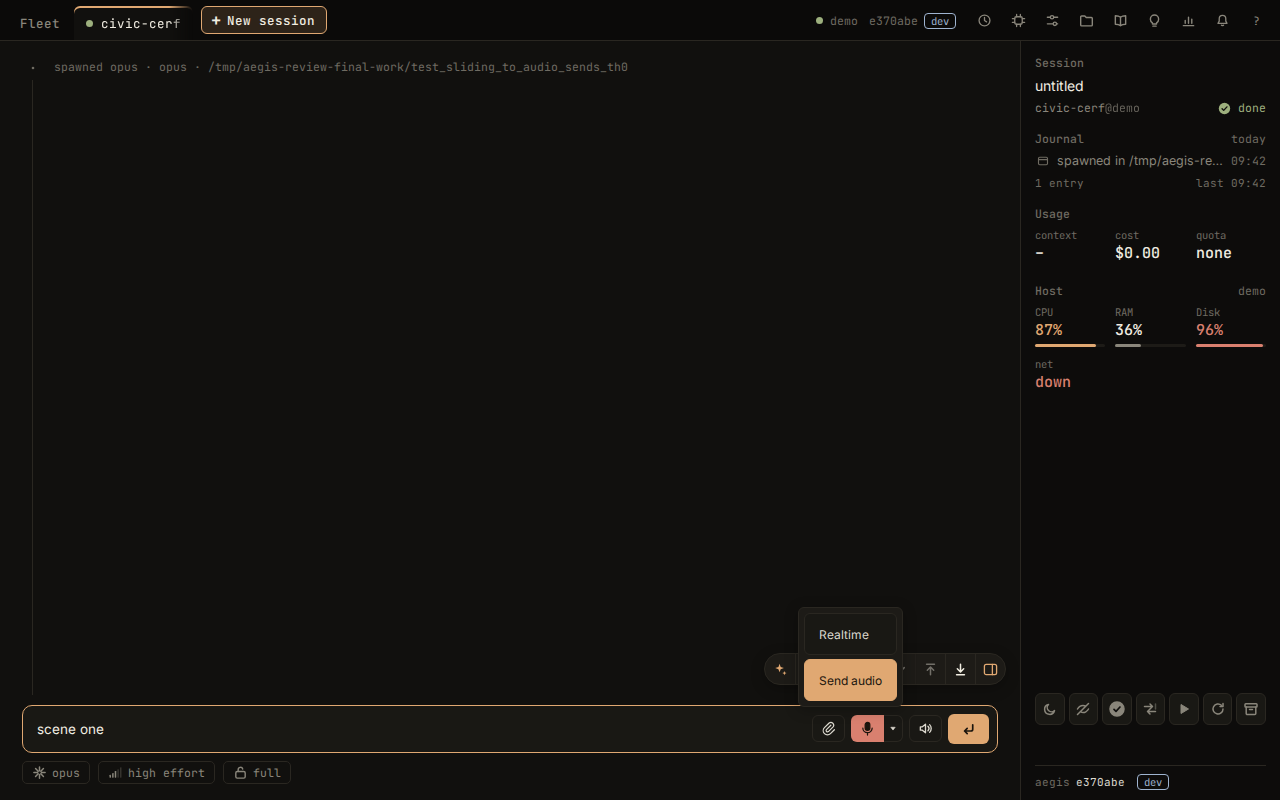 Fleet
civic-cerf
+ New session
demo e370abe dev
?
· spawned opus · opus · /tmp/aegis-review-final-work/test_sliding_to_audio_sends_th0
Session
untitled
civic-cerf@demo done
Journal today
spawned in /tmp/aegis-re... 09:42
1 entry last 09:42
Usage
context cost quota
– $0.00 none
Host demo
CPU RAM Disk
87% 36% 96%
net
down
Realtime
Send audio
scene one
opus
high effort
full
aegis e370abe dev